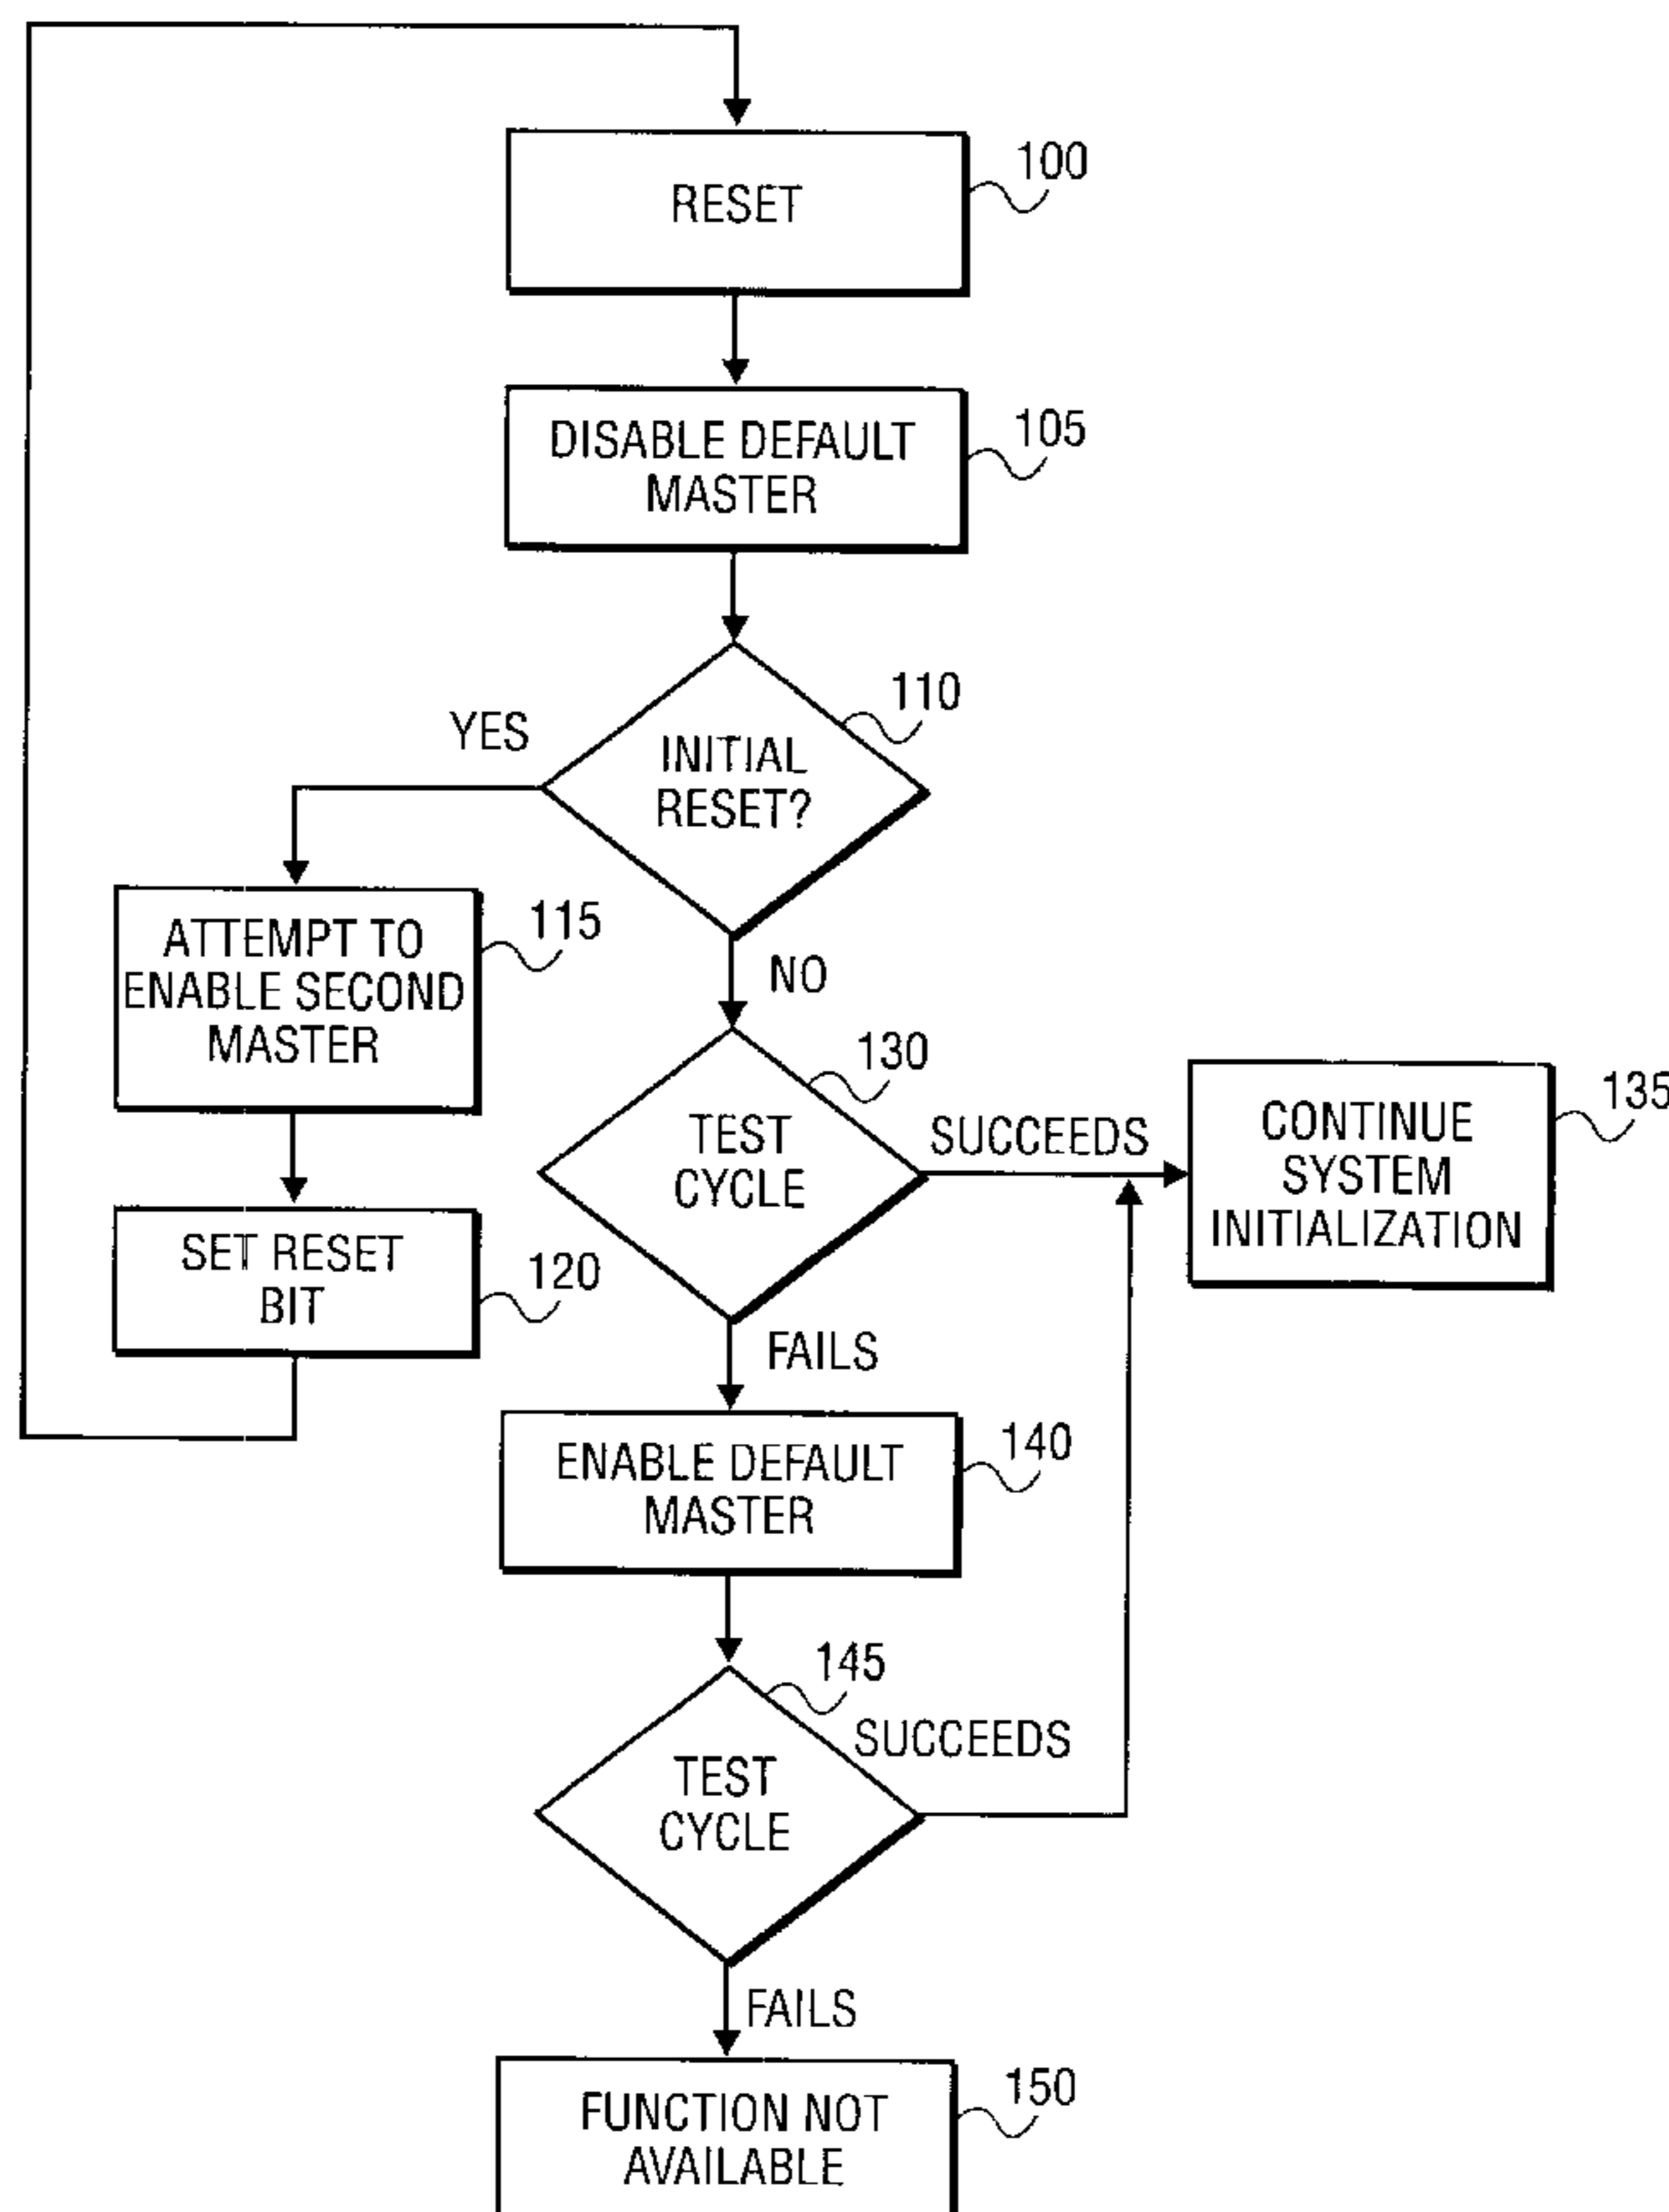 RESET
100
DISABLE DEFAULT
MASTER
105
INITIAL
RESET?
110
YES
NO
ATTEMPT TO
ENABLE SECOND
MASTER
115
SET RESET
BIT
120
TEST
CYCLE
130
SUCCEEDS
CONTINUE
SYSTEM
INITIALIZATION
135
FAILS
ENABLE DEFAULT
MASTER
140
TEST
CYCLE
145
SUCCEEDS
FAILS
FUNCTION NOT
AVAILABLE
150